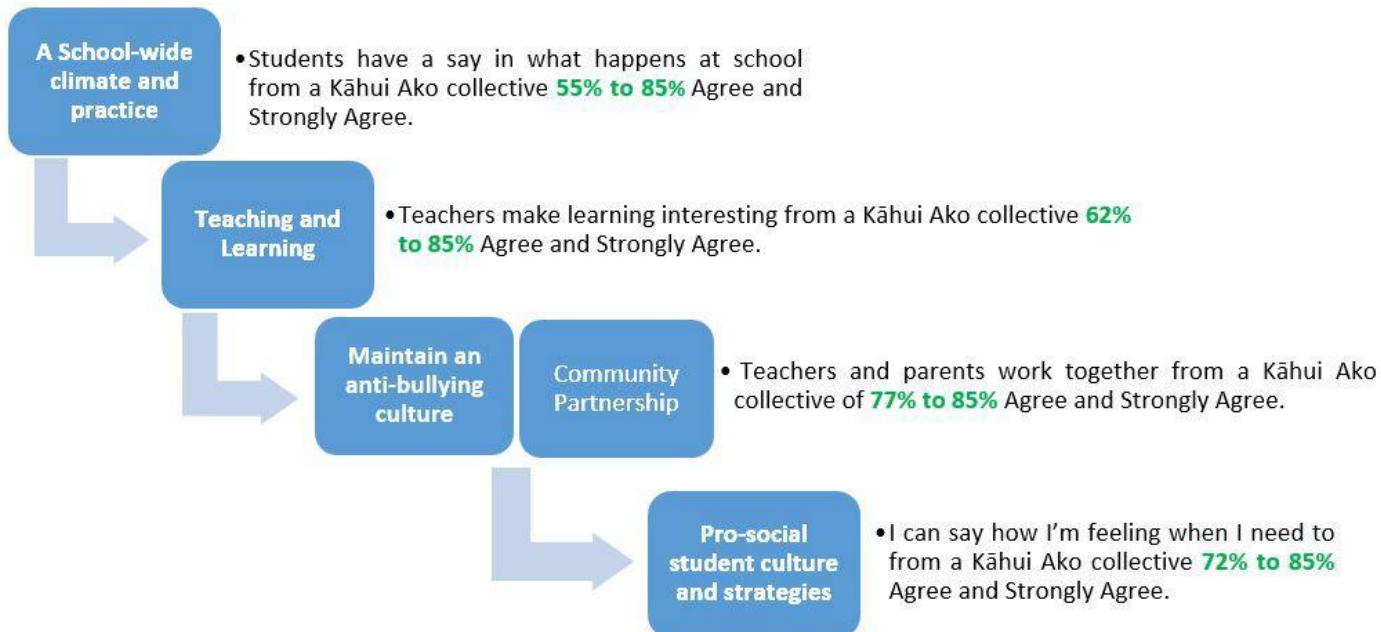 A School-wide
climate and
practice
•Students have a say in what happens at school
from a Kāhui Ako collective 55% to 85% Agree and
Strongly Agree.
Teaching and
Learning
•Teachers make learning interesting from a Kāhui Ako collective 62%
to 85% Agree and Strongly Agree.
Maintain an
anti-bullying
culture
Community
Partnership
• Teachers and parents work together from a Kāhui Ako
collective of 77% to 85% Agree and Strongly Agree.
Pro-social
student culture
and strategies
•I can say how I'm feeling when I need to
from a Kāhui Ako collective 72% to 85%
Agree and Strongly Agree.